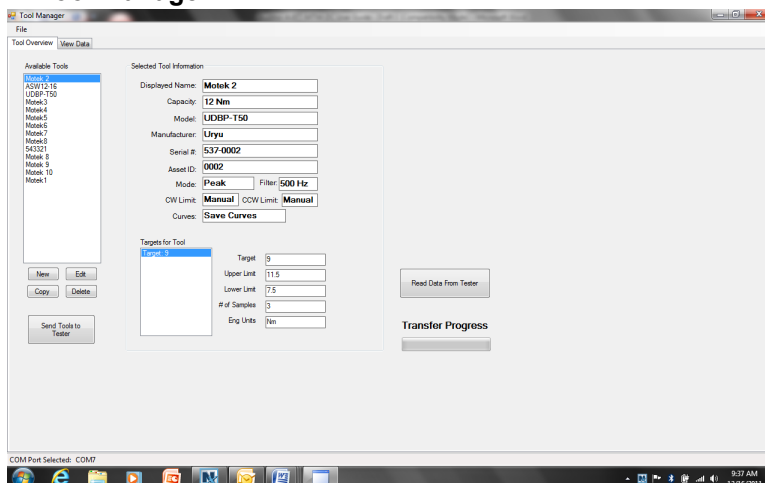 Tool Manager
File
Tool Overview View Data
Available Tools
Motek 2
ASW12-16
UDBP-T50
Motek3
Motek4
Motek5
Motek6
Motek7
Motek8
543321
Motek 8
Motek 9
Motek 10
Motek1
New Edit
Copy Delete
Send Tools to
Tester
Selected Tool Information
Displayed Name: Motek 2
Capacity: 12 Nm
Model: UDBP-T50
Manufacturer: Uryu
Serial #: 537-0002
Asset ID: 0002
Mode: Peak Filter: 500 Hz
CW Limit: Manual CCW Limit: Manual
Curves: Save Curves
Targets for Tool
Target: 9
Target 9
Upper Limit 11.5
Lower Limit 7.5
# of Samples 3
Eng Units Nm
Read Data From Tester
Transfer Progress
COM Port Selected: COM7
9:37 AM